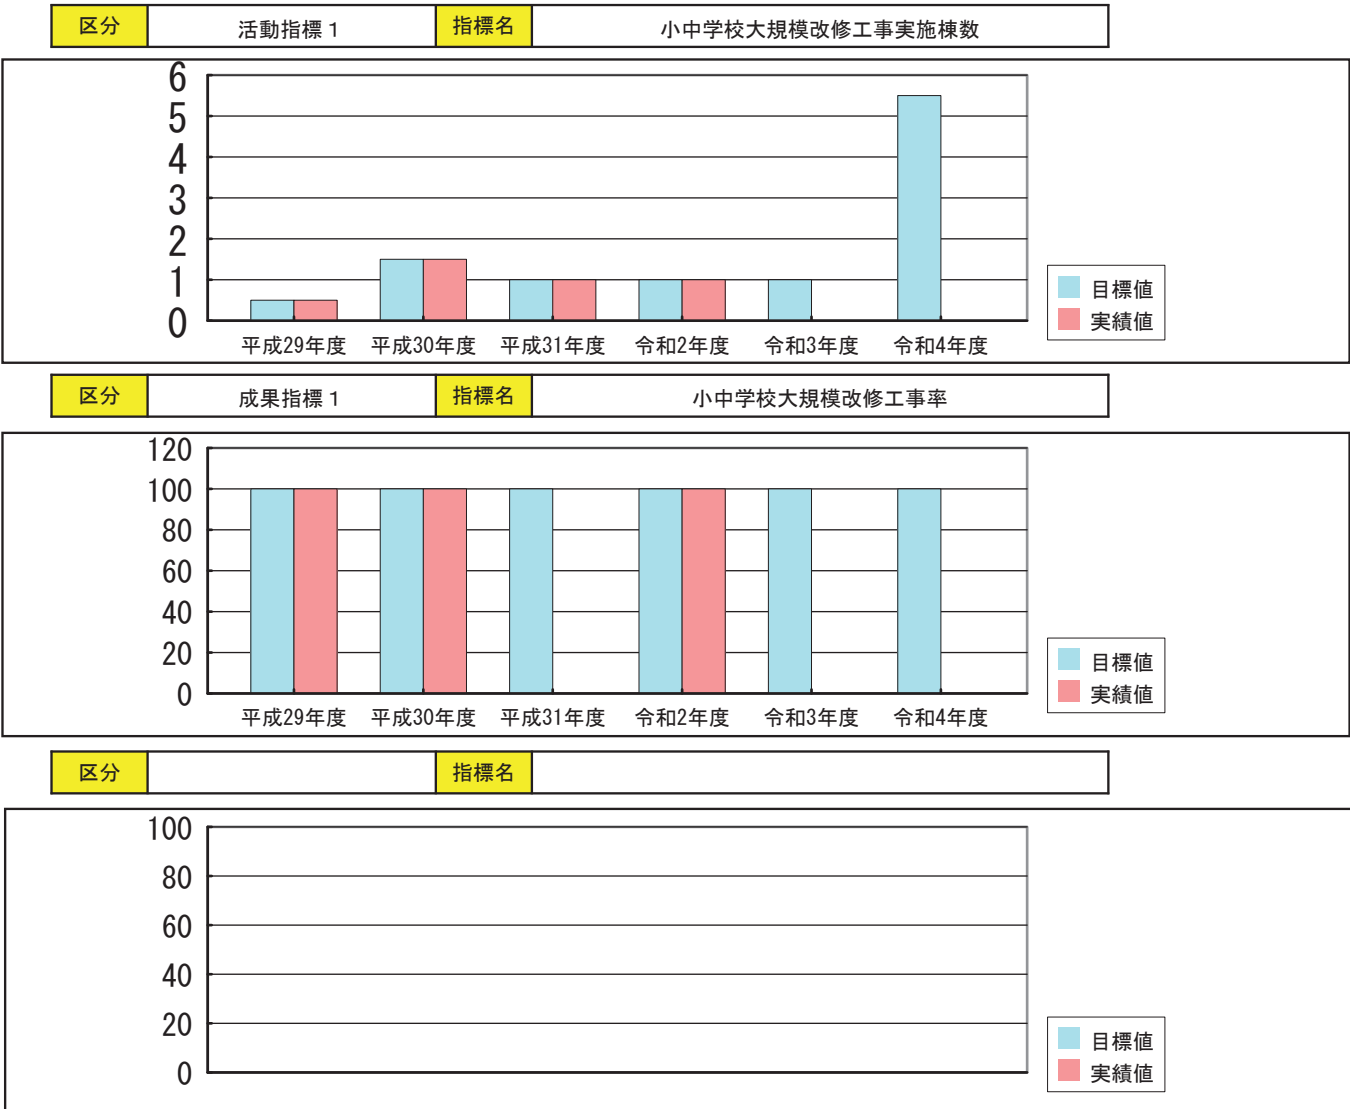 区分 活動指標１ 指標名 小中学校大規模改修工事実施棟数
6
5
4
3
2
1
0
平成29年度 平成30年度 平成31年度 令和2年度 令和3年度 令和4年度
目標値
実績値
区分 成果指標１ 指標名 小中学校大規模改修工事率
120
100
80
60
40
20
0
平成29年度 平成30年度 平成31年度 令和2年度 令和3年度 令和4年度
目標値
実績値
区分 指標名
100
80
60
40
20
0
目標値
実績値